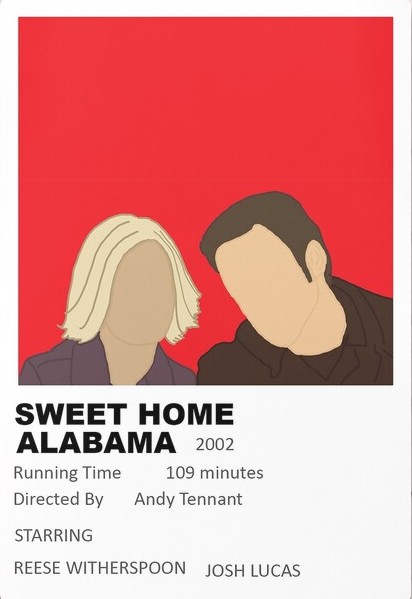 SWEET HOME
ALABAMA 2002
Running Time 109 minutes
Directed By Andy Tennant
STARRING
REESE WITHERSPOON JOSH LUCAS